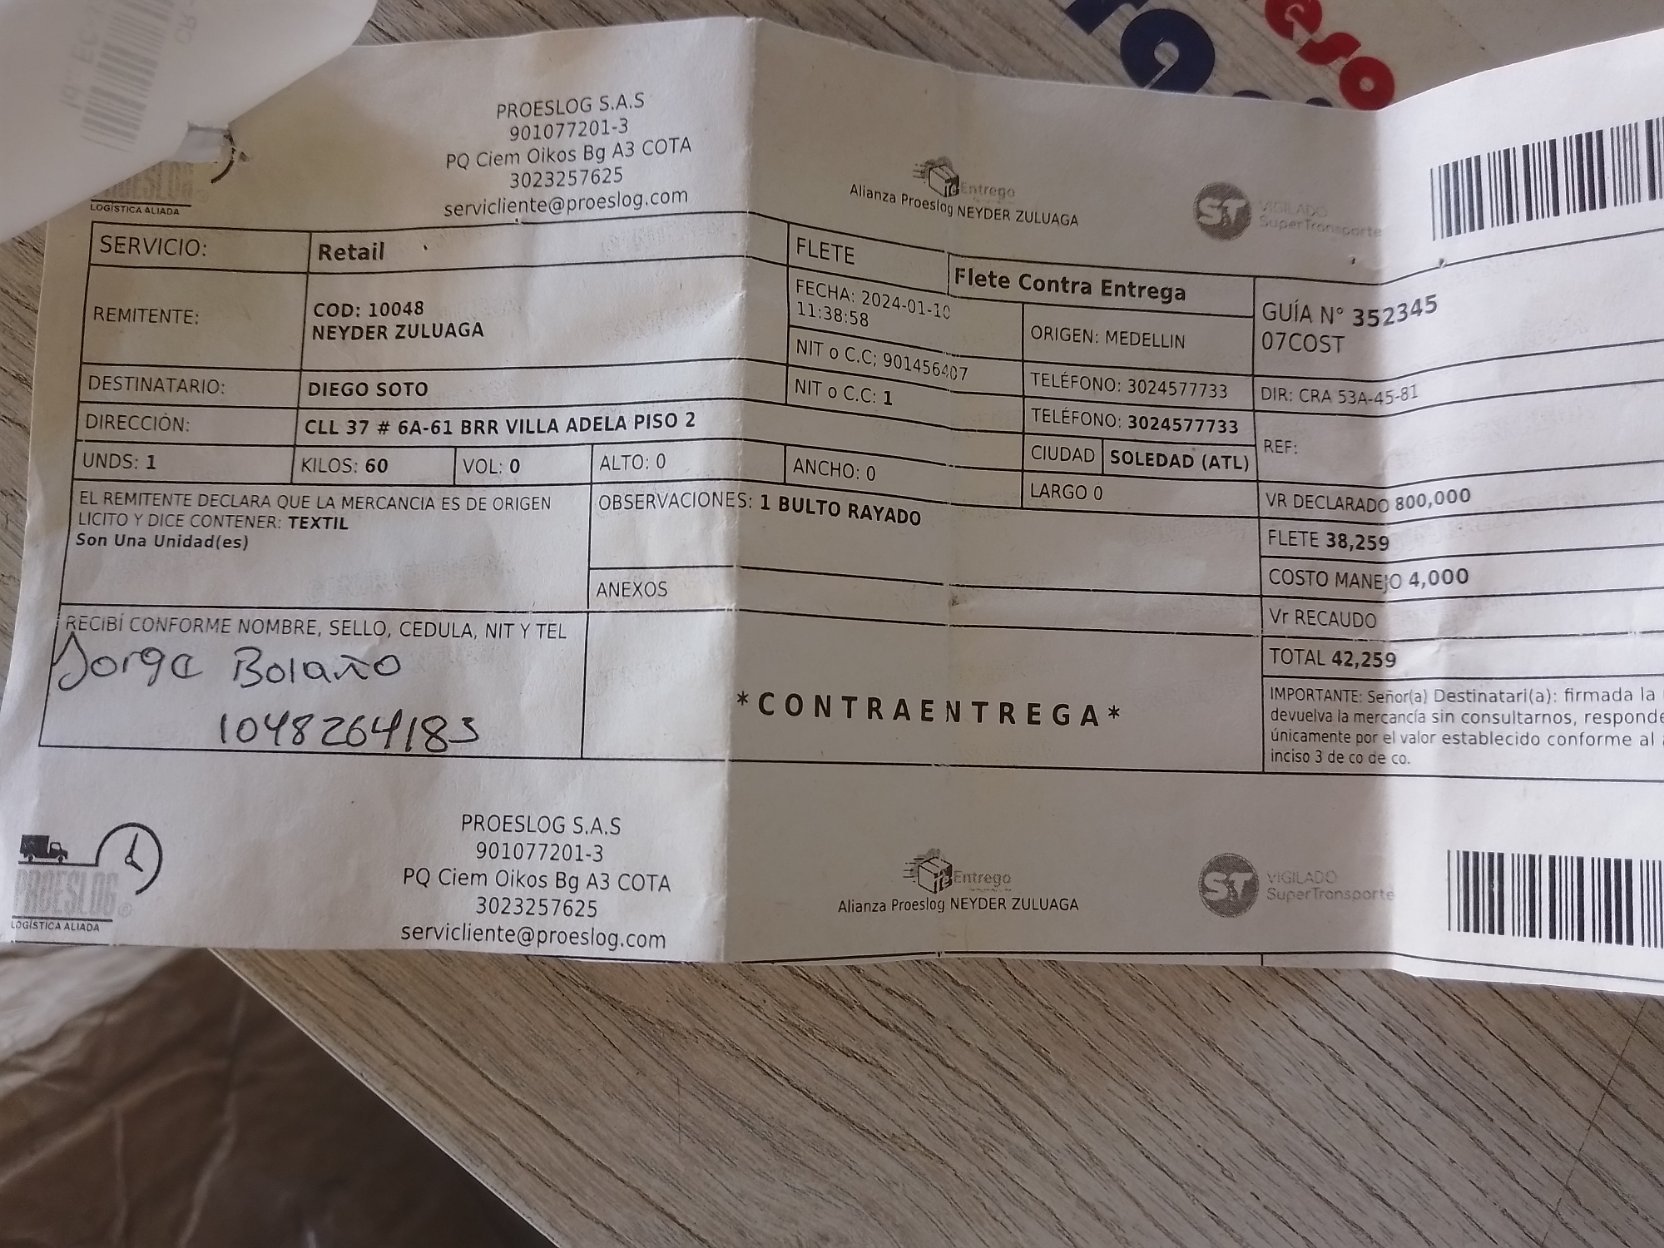 ro
eso
PROESLOG
LOGÍSTICA ALIADA
PROESLOG S.A.S
901077201-3
PQ Ciem Oikos Bg A3 COTA
3023257625
servicliente@proeslog.com
Entrego
Alianza Proeslog NEYDER ZULUAGA
ST VIGILADO
SuperTransporte
SERVICIO: Retail
FLETE Flete Contra Entrega
REMITENTE: COD: 10048
NEYDER ZULUAGA
FECHA: 2024-01-10
11:38:58
ORIGEN: MEDELLIN
GUÍA N° 352345
07COST
NIT o C.C: 901456407
TELÉFONO: 3024577733
DIR: CRA 53A-45-81
DESTINATARIO: DIEGO SOTO
NIT o C.C: 1
TELÉFONO: 3024577733
REF:
DIRECCIÓN: CLL 37 # 6A-61 BRR VILLA ADELA PISO 2
CIUDAD SOLEDAD (ATL)
UNDS: 1 KILOS: 60 VOL: 0 ALTO: 0 ANCHO: 0 LARGO 0
VR DECLARADO 800,000
EL REMITENTE DECLARA QUE LA MERCANCIA ES DE ORIGEN
LICITO Y DICE CONTENER: TEXTIL
Son Una Unidad(es)
OBSERVACIONES: 1 BULTO RAYADO
FLETE 38,259
COSTO MANEJO 4,000
ANEXOS
Vr RECAUDO
TOTAL 42,259
RECIBÍ CONFORME NOMBRE, SELLO, CEDULA, NIT Y TEL
Jorge Bolaño
1048264183
*CONTRAENTREGA*
IMPORTANTE: Señor(a) Destinatari(a): firmada la
devuelva la mercancía sin consultarnos, responde
únicamente por el valor establecido conforme al
inciso 3 de co de co.
PROESLOG
LOGÍSTICA ALIADA
PROESLOG S.A.S
901077201-3
PQ Ciem Oikos Bg A3 COTA
3023257625
servicliente@proeslog.com
Entrego
Alianza Proeslog NEYDER ZULUAGA
ST VIGILADO
SuperTransporte